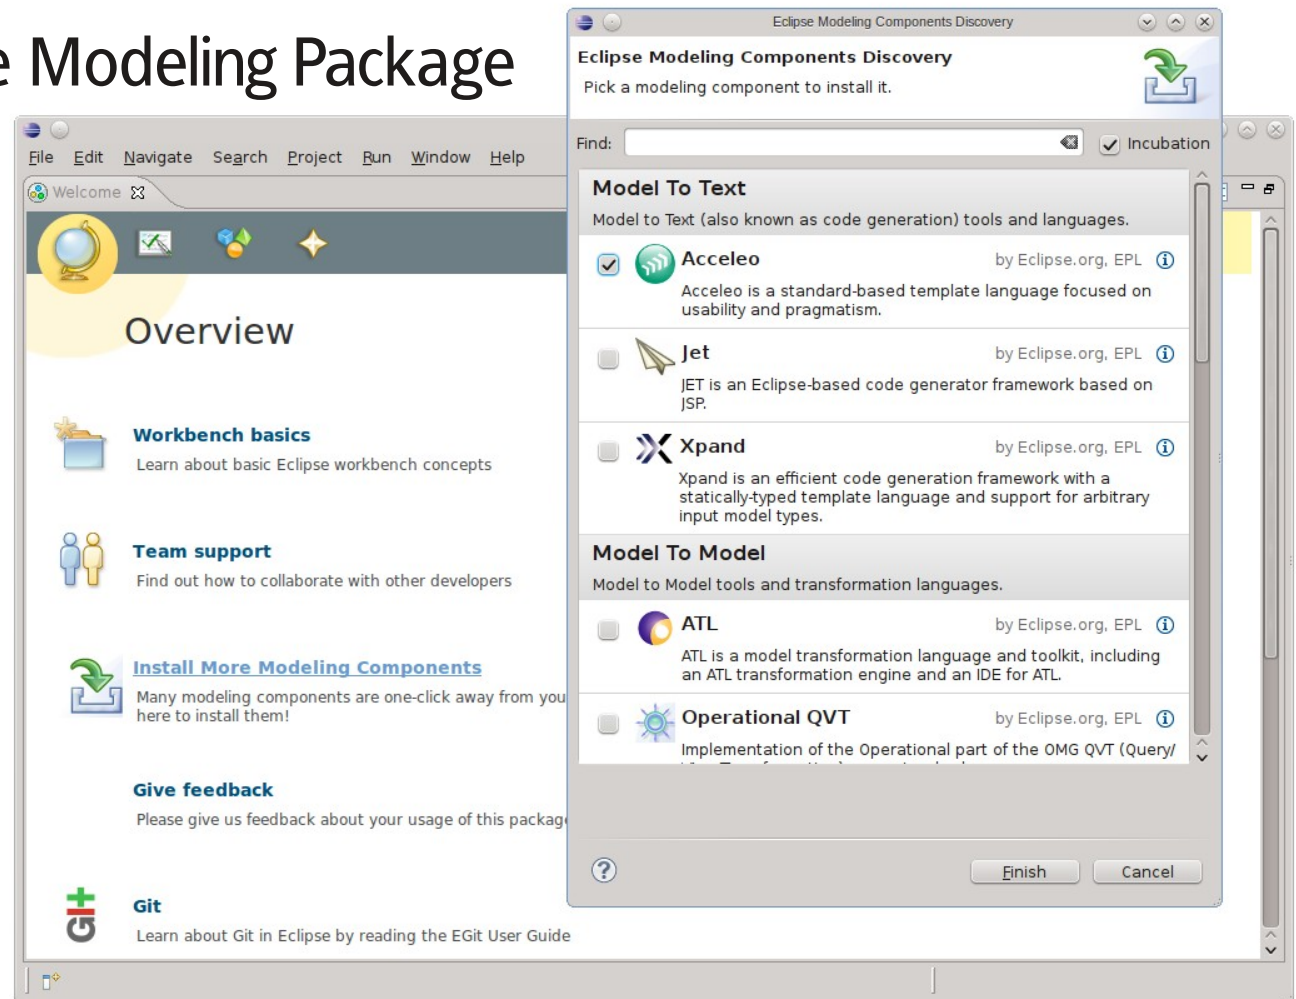 e Modeling Package
Eclipse Modeling Components Discovery
Eclipse Modeling Components Discovery
Pick a modeling component to install it.
Find:
Incubation
Model To Text
Model to Text (also known as code generation) tools and languages.
Acceleo by Eclipse.org, EPL
Acceleo is a standard-based template language focused on
usability and pragmatism.
Jet by Eclipse.org, EPL
JET is an Eclipse-based code generator framework based on
JSP.
Xpand by Eclipse.org, EPL
Xpand is an efficient code generation framework with a
statically-typed template language and support for arbitrary
input model types.
Model To Model
Model to Model tools and transformation languages.
ATL by Eclipse.org, EPL
ATL is a model transformation language and toolkit, including
an ATL transformation engine and an IDE for ATL.
Operational QVT by Eclipse.org, EPL
Implementation of the Operational part of the OMG QVT (Query/
Finish Cancel
File Edit Navigate Search Project Run Window Help
Welcome
Overview
Workbench basics
Learn about basic Eclipse workbench concepts
Team support
Find out how to collaborate with other developers
Install More Modeling Components
Many modeling components are one-click away from you
here to install them!
Give feedback
Please give us feedback about your usage of this package
Git
Git
Learn about Git in Eclipse by reading the EGit User Guide